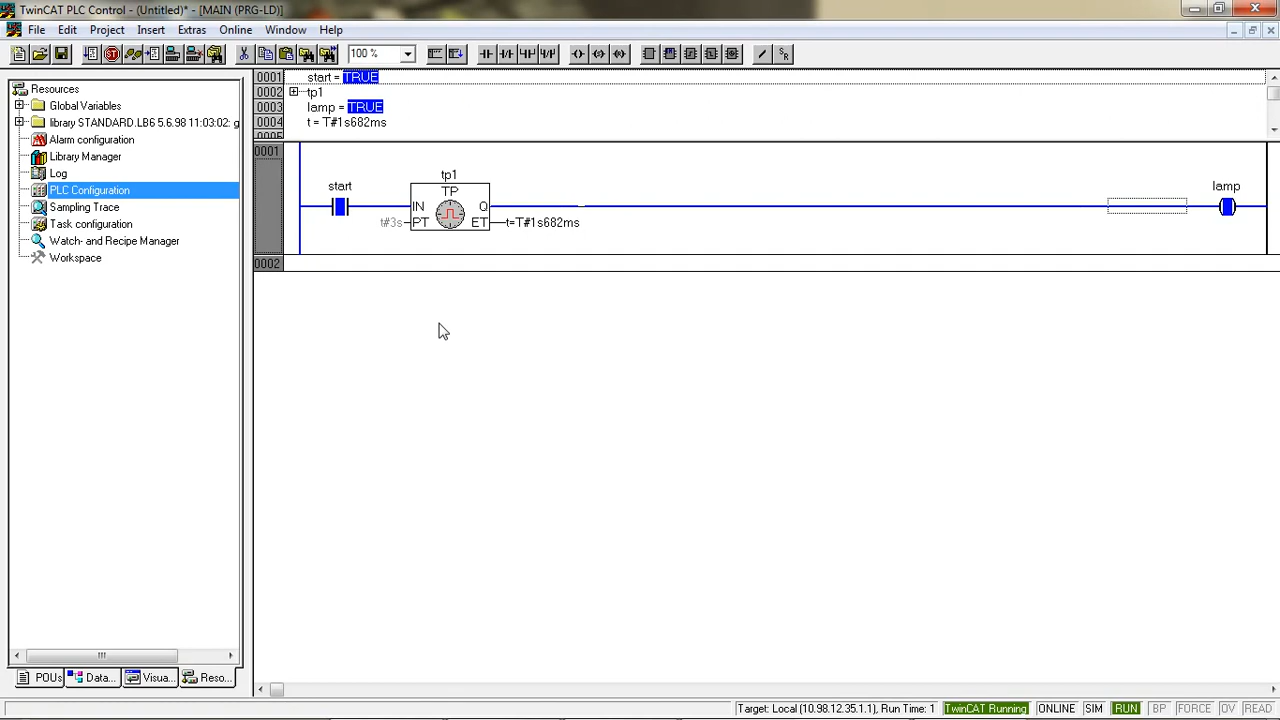 TwinCAT PLC Control - (Untitled)* - [MAIN (PRG-LD)]
File Edit Project Insert Extras Online Window Help
100 %
Resources
Global Variables
library STANDARD.LB6 5.6.98 11:03:02: g
Alarm configuration
Library Manager
Log
PLC Configuration
Sampling Trace
Task configuration
Watch- and Recipe Manager
Workspace
POUs Data... Visua... Reso...
0001 start = TRUE
0002 tp1
0003 lamp = TRUE
0004 t = T#1s682ms
0005
0001
tp1
start TP lamp
IN Q
t#3s PT ET t=T#1s682ms
0002
Target: Local (10.98.12.35.1.1), Run Time: 1 TwinCAT Running ONLINE SIM RUN BP FORCE OV READ